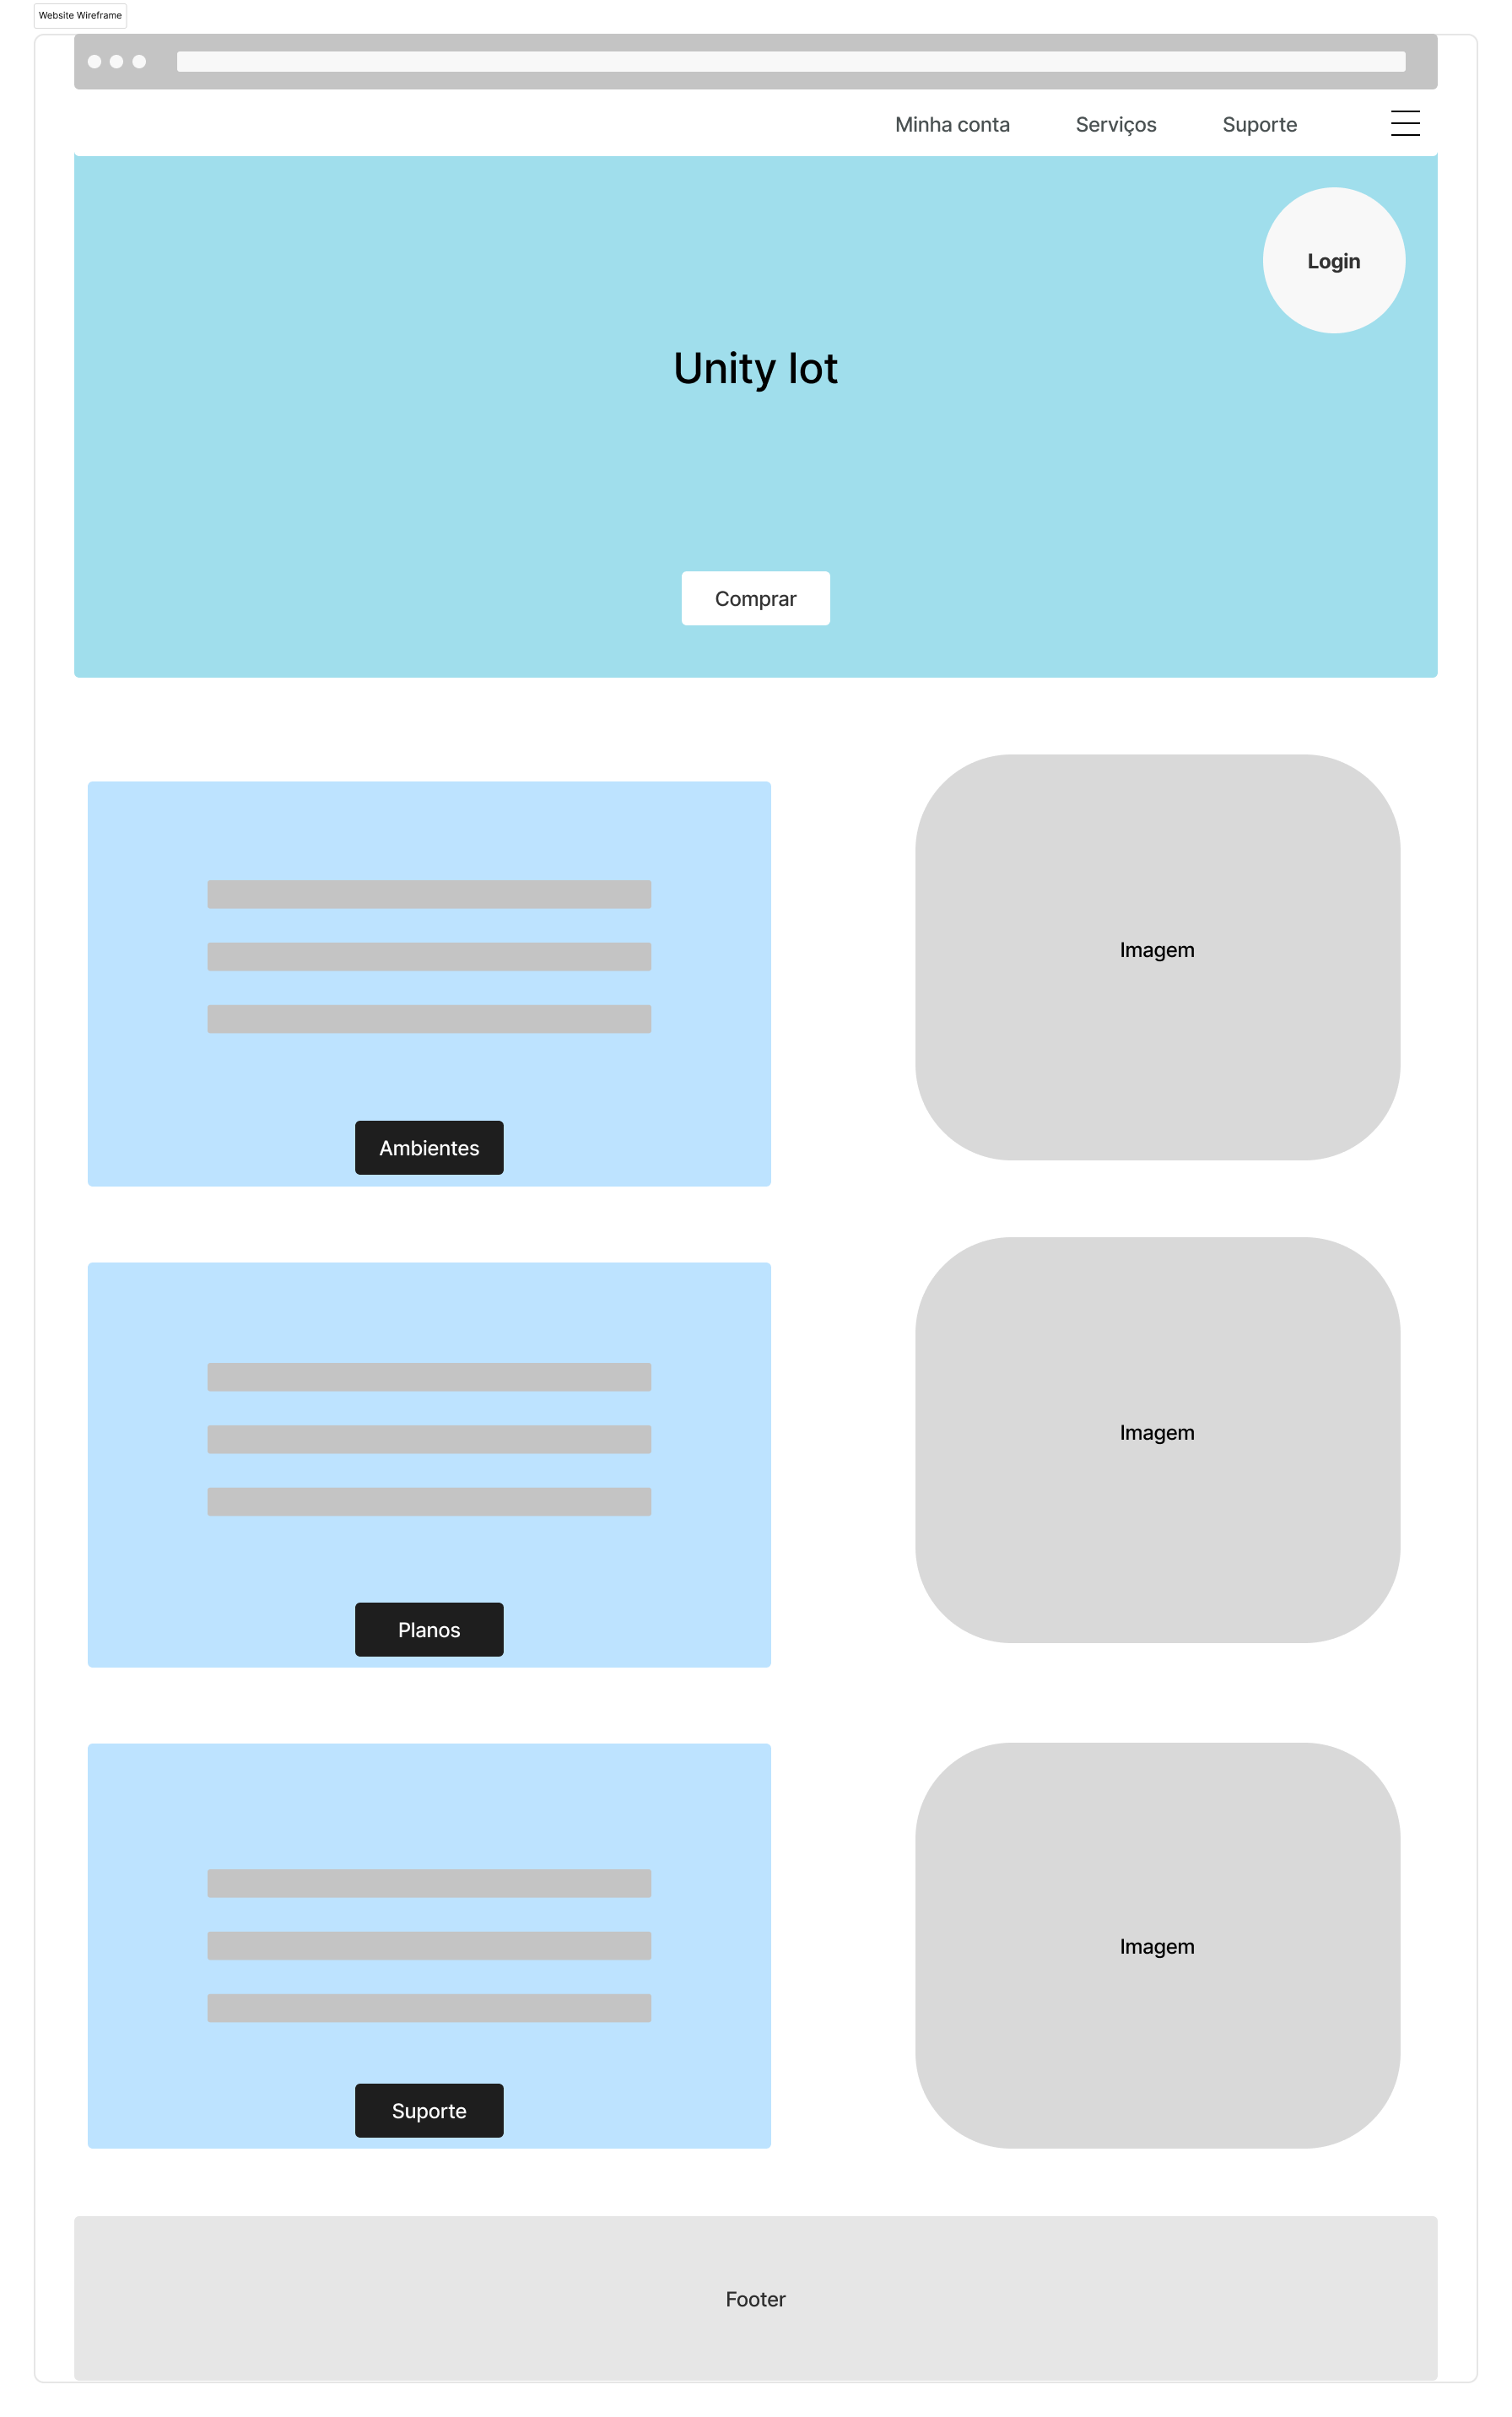 Website Wireframe
Minha conta Serviços Suporte
Login
Unity Iot
Comprar
Imagem
Ambientes
Imagem
Planos
Imagem
Suporte
Footer